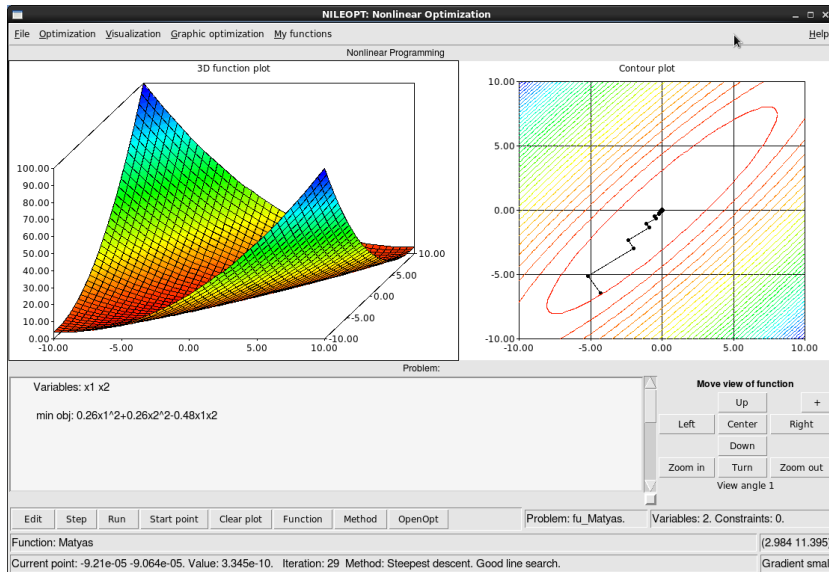 NILEOPT: Nonlinear Optimization
File Optimization Visualization Graphic optimization My functions Help
Nonlinear Programming
3D function plot
100.00
90.00
80.00
70.00
60.00
50.00
40.00
30.00
20.00
10.00
0.00
-10.00 -5.00 0.00 5.00 10.00
-5.00
0.00
5.00
10.00
Contour plot
10.00
5.00
0.00
-5.00
-10.00
-10.00 -5.00 0.00 5.00 10.00
Problem:
Variables: x1 x2
min obj: 0.26x1^2+0.26x2^2-0.48x1x2
Move view of function
Up +
Left Center Right
Down
Zoom in Turn Zoom out
View angle 1
Edit Step Run Start point Clear plot Function Method OpenOpt
Problem: fu_Matyas. Variables: 2. Constraints: 0.
Function: Matyas (2.984 11.395)
Current point: -9.21e-05 -9.064e-05. Value: 3.345e-10. Iteration: 29 Method: Steepest descent. Good line search. Gradient smal